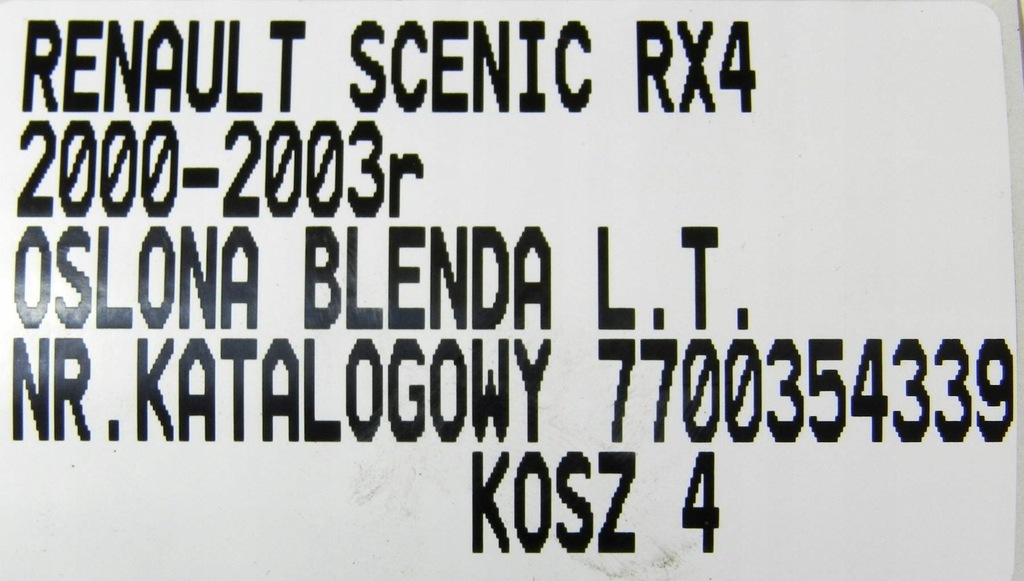 RENAULT SCENIC RX4
2000-2003r
OSLONA BLENDA L.T.
NR.KATALOGOWY 7700354339
KOSZ 4